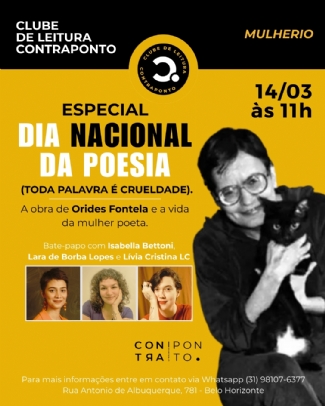 CLUBE
DE LEITURA
CONTRAPONTO
MULHERIO
CLUBE DE LEITURA
CONTRAPONTO
14/03
às 11h
ESPECIAL
DIA NACIONAL
DA POESIA
(TODA PALAVRA É CRUELDADE).
A obra de Orides Fontela e a vida
da mulher poeta.
Bate-papo com Isabella Bettoni,
Lara de Borba Lopes e Lívia Cristina LC
CON|PON
TRA|TO.
Para mais informações entre em contato via Whatsapp (31) 98107-6377
Rua Antonio de Albuquerque, 781 - Belo Horizonte